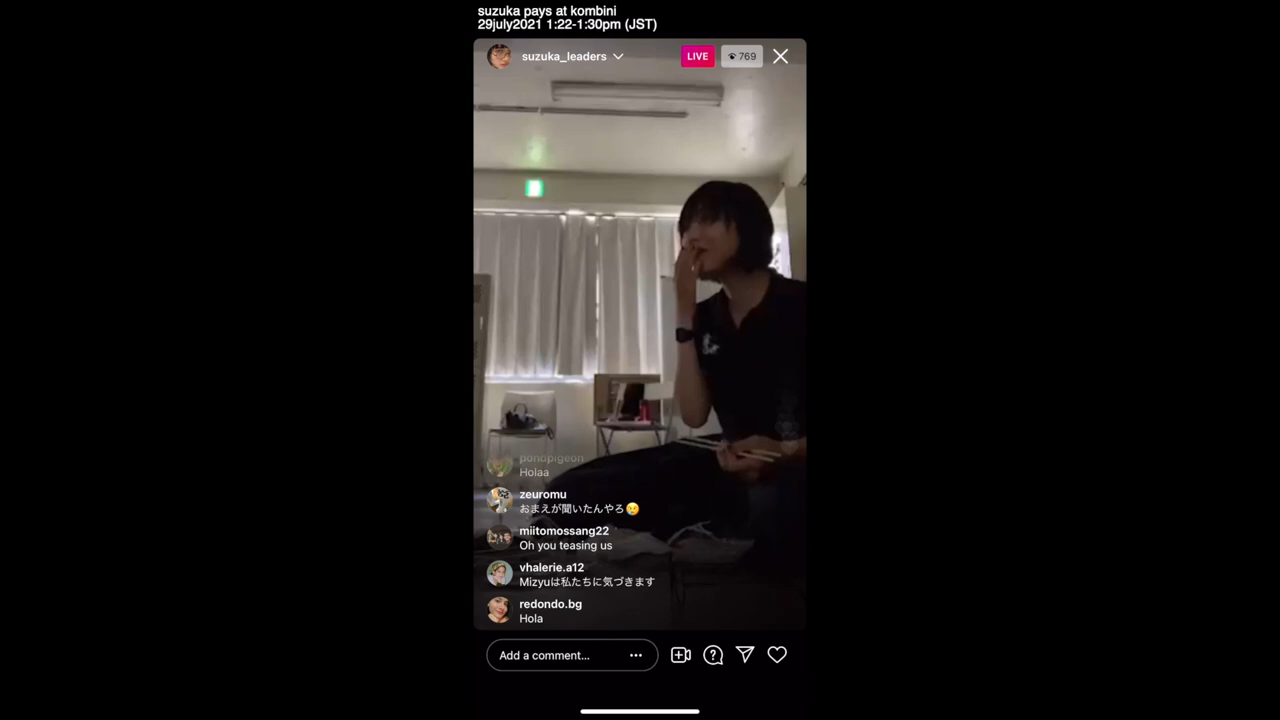 suzuka pays at kombini
29july2021 1:22-1:30pm (JST)
suzuka_leaders
LIVE
769
ponapigeon
Holaa
zeuromu
おまえが聞いたんやろ😢
miitomossang22
Oh you teasing us
vhalerie.a12
Mizyuは私たちに気づきます
redondo.bg
Hola
Add a comment...